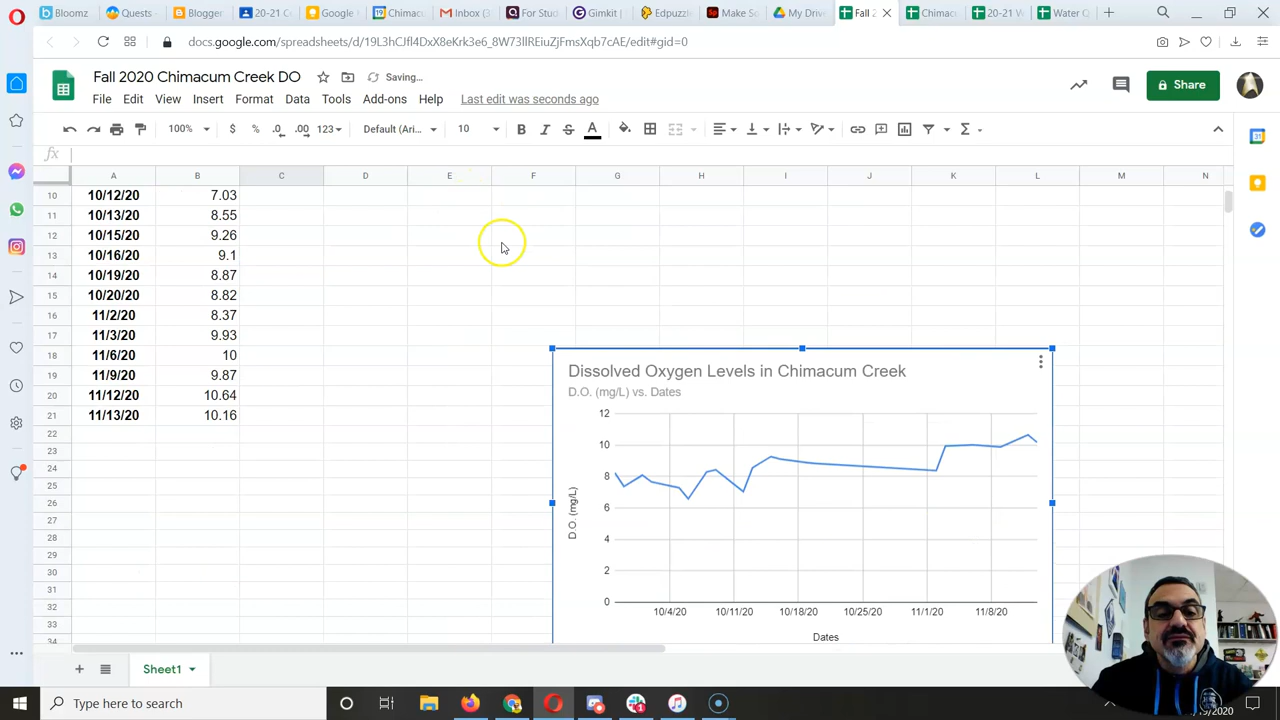 Bloomz
Quests -
Blogger
20-21 C
Google
Chimac
Inbox (3
For Stud
Gimkit |
Edpuzzle
Make So
My Driv
Fall 2
Chimac
20-21 V
Water Q
docs.google.com/spreadsheets/d/19L3hCJfl4DxX8eKrk3e6_8W73llREiuZjFmsXqb7cAE/edit#gid=0
Fall 2020 Chimacum Creek DO
Saving...
File Edit View Insert Format Data Tools Add-ons Help Last edit was seconds ago
Share
100% $ % .0 .00 123 Default (Ari... 10 B I S A
fx
A B C D E F G H I J K L M N
10 10/12/20 7.03
11 10/13/20 8.55
12 10/15/20 9.26
13 10/16/20 9.1
14 10/19/20 8.87
15 10/20/20 8.82
16 11/2/20 8.37
17 11/3/20 9.93
18 11/6/20 10
19 11/9/20 9.87
20 11/12/20 10.64
21 11/13/20 10.16
22
23
24
25
26
27
28
29
30
31
32
33
34
Dissolved Oxygen Levels in Chimacum Creek
D.O. (mg/L) vs. Dates
12
10
8
6
4
2
0
D.O. (mg/L)
10/4/20 10/11/20 10/18/20 10/25/20 11/1/20 11/8/20
Dates
Sheet1
Type here to search